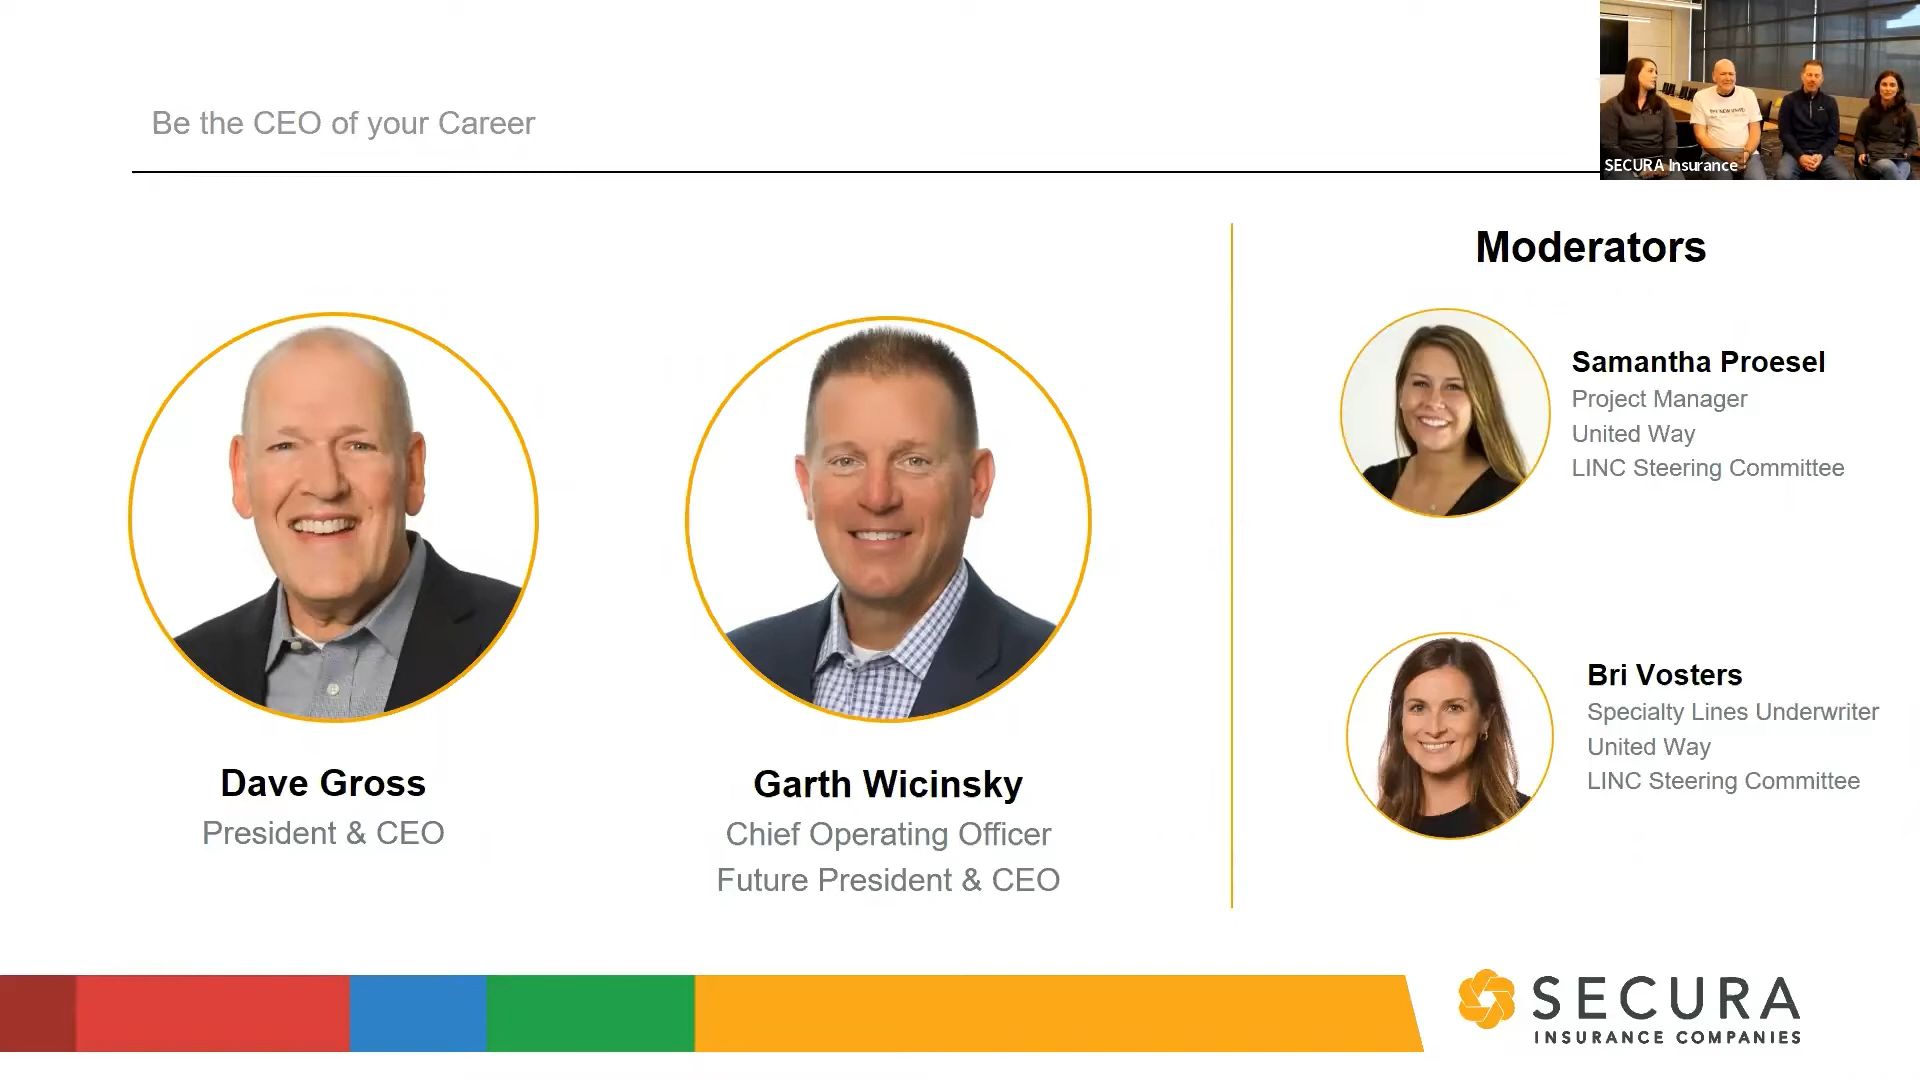 Be the CEO of your Career
SECURA Insurance
Dave Gross
President & CEO
Garth Wicinsky
Chief Operating Officer
Future President & CEO
Moderators
Samantha Proesel
Project Manager
United Way
LINC Steering Committee
Bri Vosters
Specialty Lines Underwriter
United Way
LINC Steering Committee
SECURA
INSURANCE COMPANIES